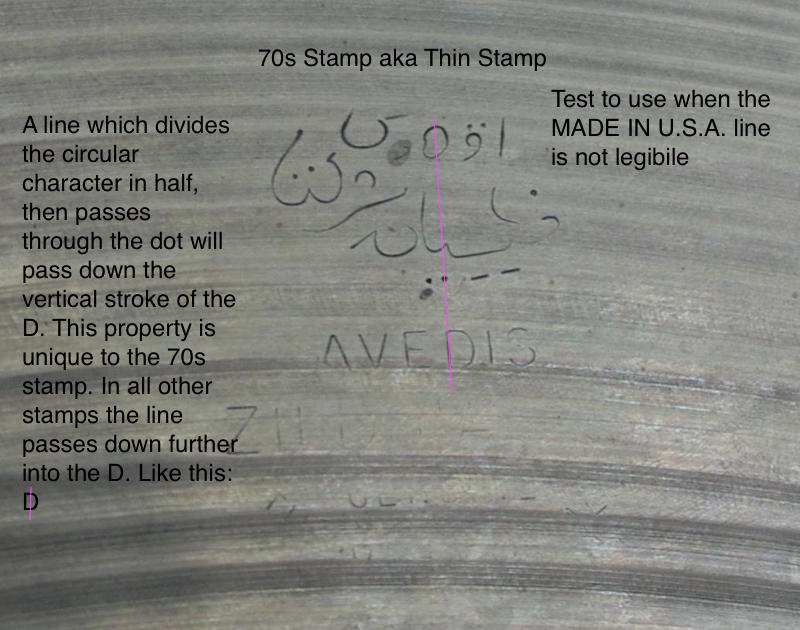 70s Stamp aka Thin Stamp
Test to use when the
MADE IN U.S.A. line
is not legibile
A line which divides
the circular
character in half,
then passes
through the dot will
pass down the
vertical stroke of the
D. This property is
unique to the 70s
stamp. In all other
stamps the line
passes down further
into the D. Like this:
D
AVEDIS